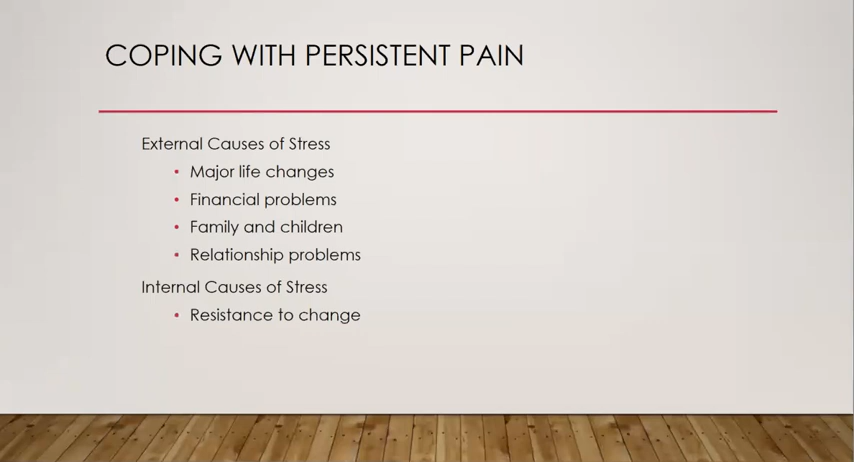 COPING WITH PERSISTENT PAIN
External Causes of Stress
• Major life changes
• Financial problems
• Family and children
• Relationship problems
Internal Causes of Stress
• Resistance to change